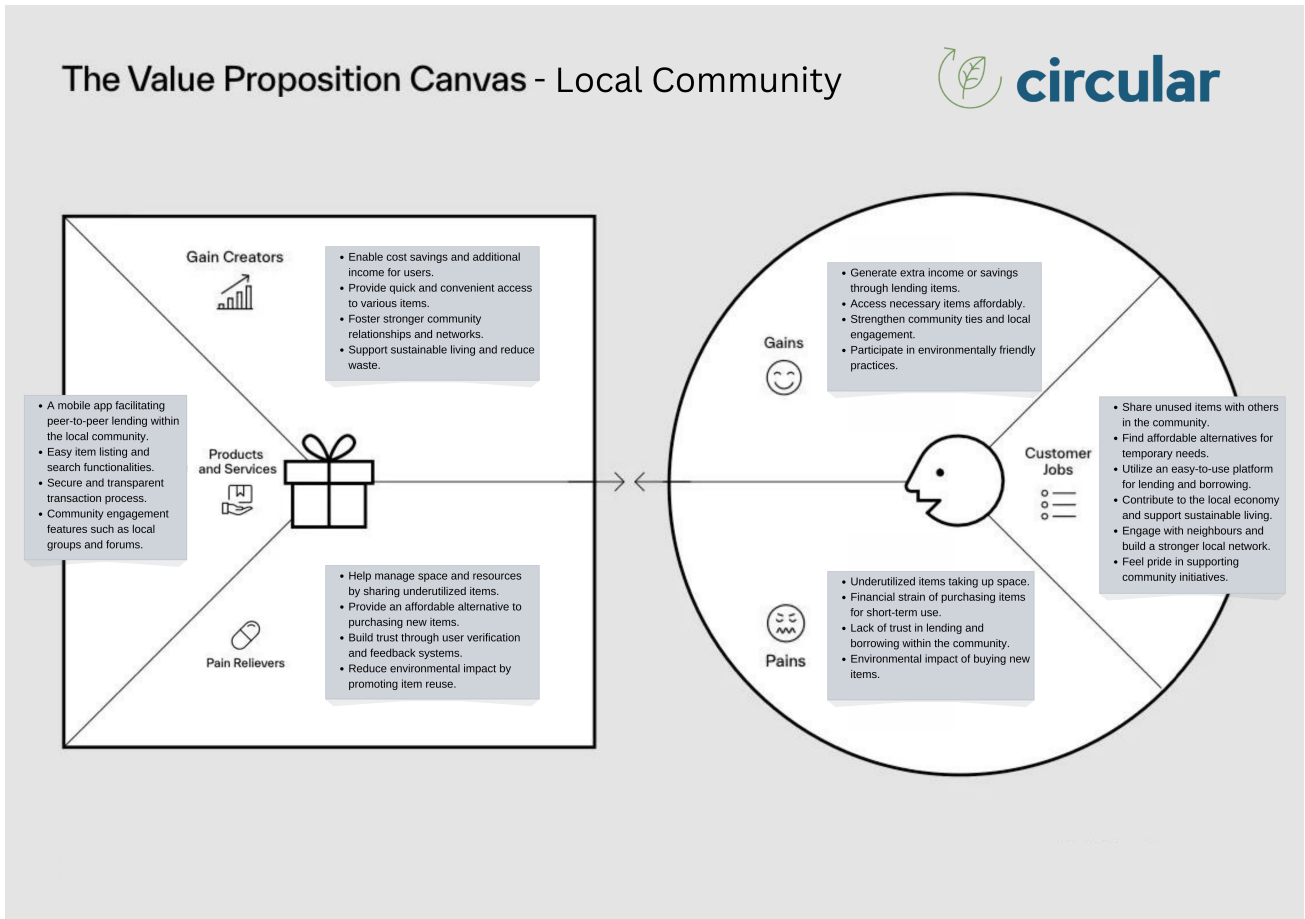 The Value Proposition Canvas - Local Community
circular
Gain Creators
• Enable cost savings and additional
income for users.
• Provide quick and convenient access
to various items.
• Foster stronger community
relationships and networks.
• Support sustainable living and reduce
waste.
• A mobile app facilitating
peer-to-peer lending within
the local community.
• Easy item listing and
search functionalities.
• Secure and transparent
transaction process.
• Community engagement
features such as local
groups and forums.
Products
and Services
Pain Relievers
• Help manage space and resources
by sharing underutilized items.
• Provide an affordable alternative to
purchasing new items.
• Build trust through user verification
and feedback systems.
• Reduce environmental impact by
promoting item reuse.
Gains
• Generate extra income or savings
through lending items.
• Access necessary items affordably.
• Strengthen community ties and local
engagement.
• Participate in environmentally friendly
practices.
Customer
Jobs
• Share unused items with others
in the community.
• Find affordable alternatives for
temporary needs.
• Utilize an easy-to-use platform
for lending and borrowing.
• Contribute to the local economy
and support sustainable living.
• Engage with neighbours and
build a stronger local network.
• Feel pride in supporting
community initiatives.
Pains
• Underutilized items taking up space.
• Financial strain of purchasing items
for short-term use.
• Lack of trust in lending and
borrowing within the community.
• Environmental impact of buying new
items.